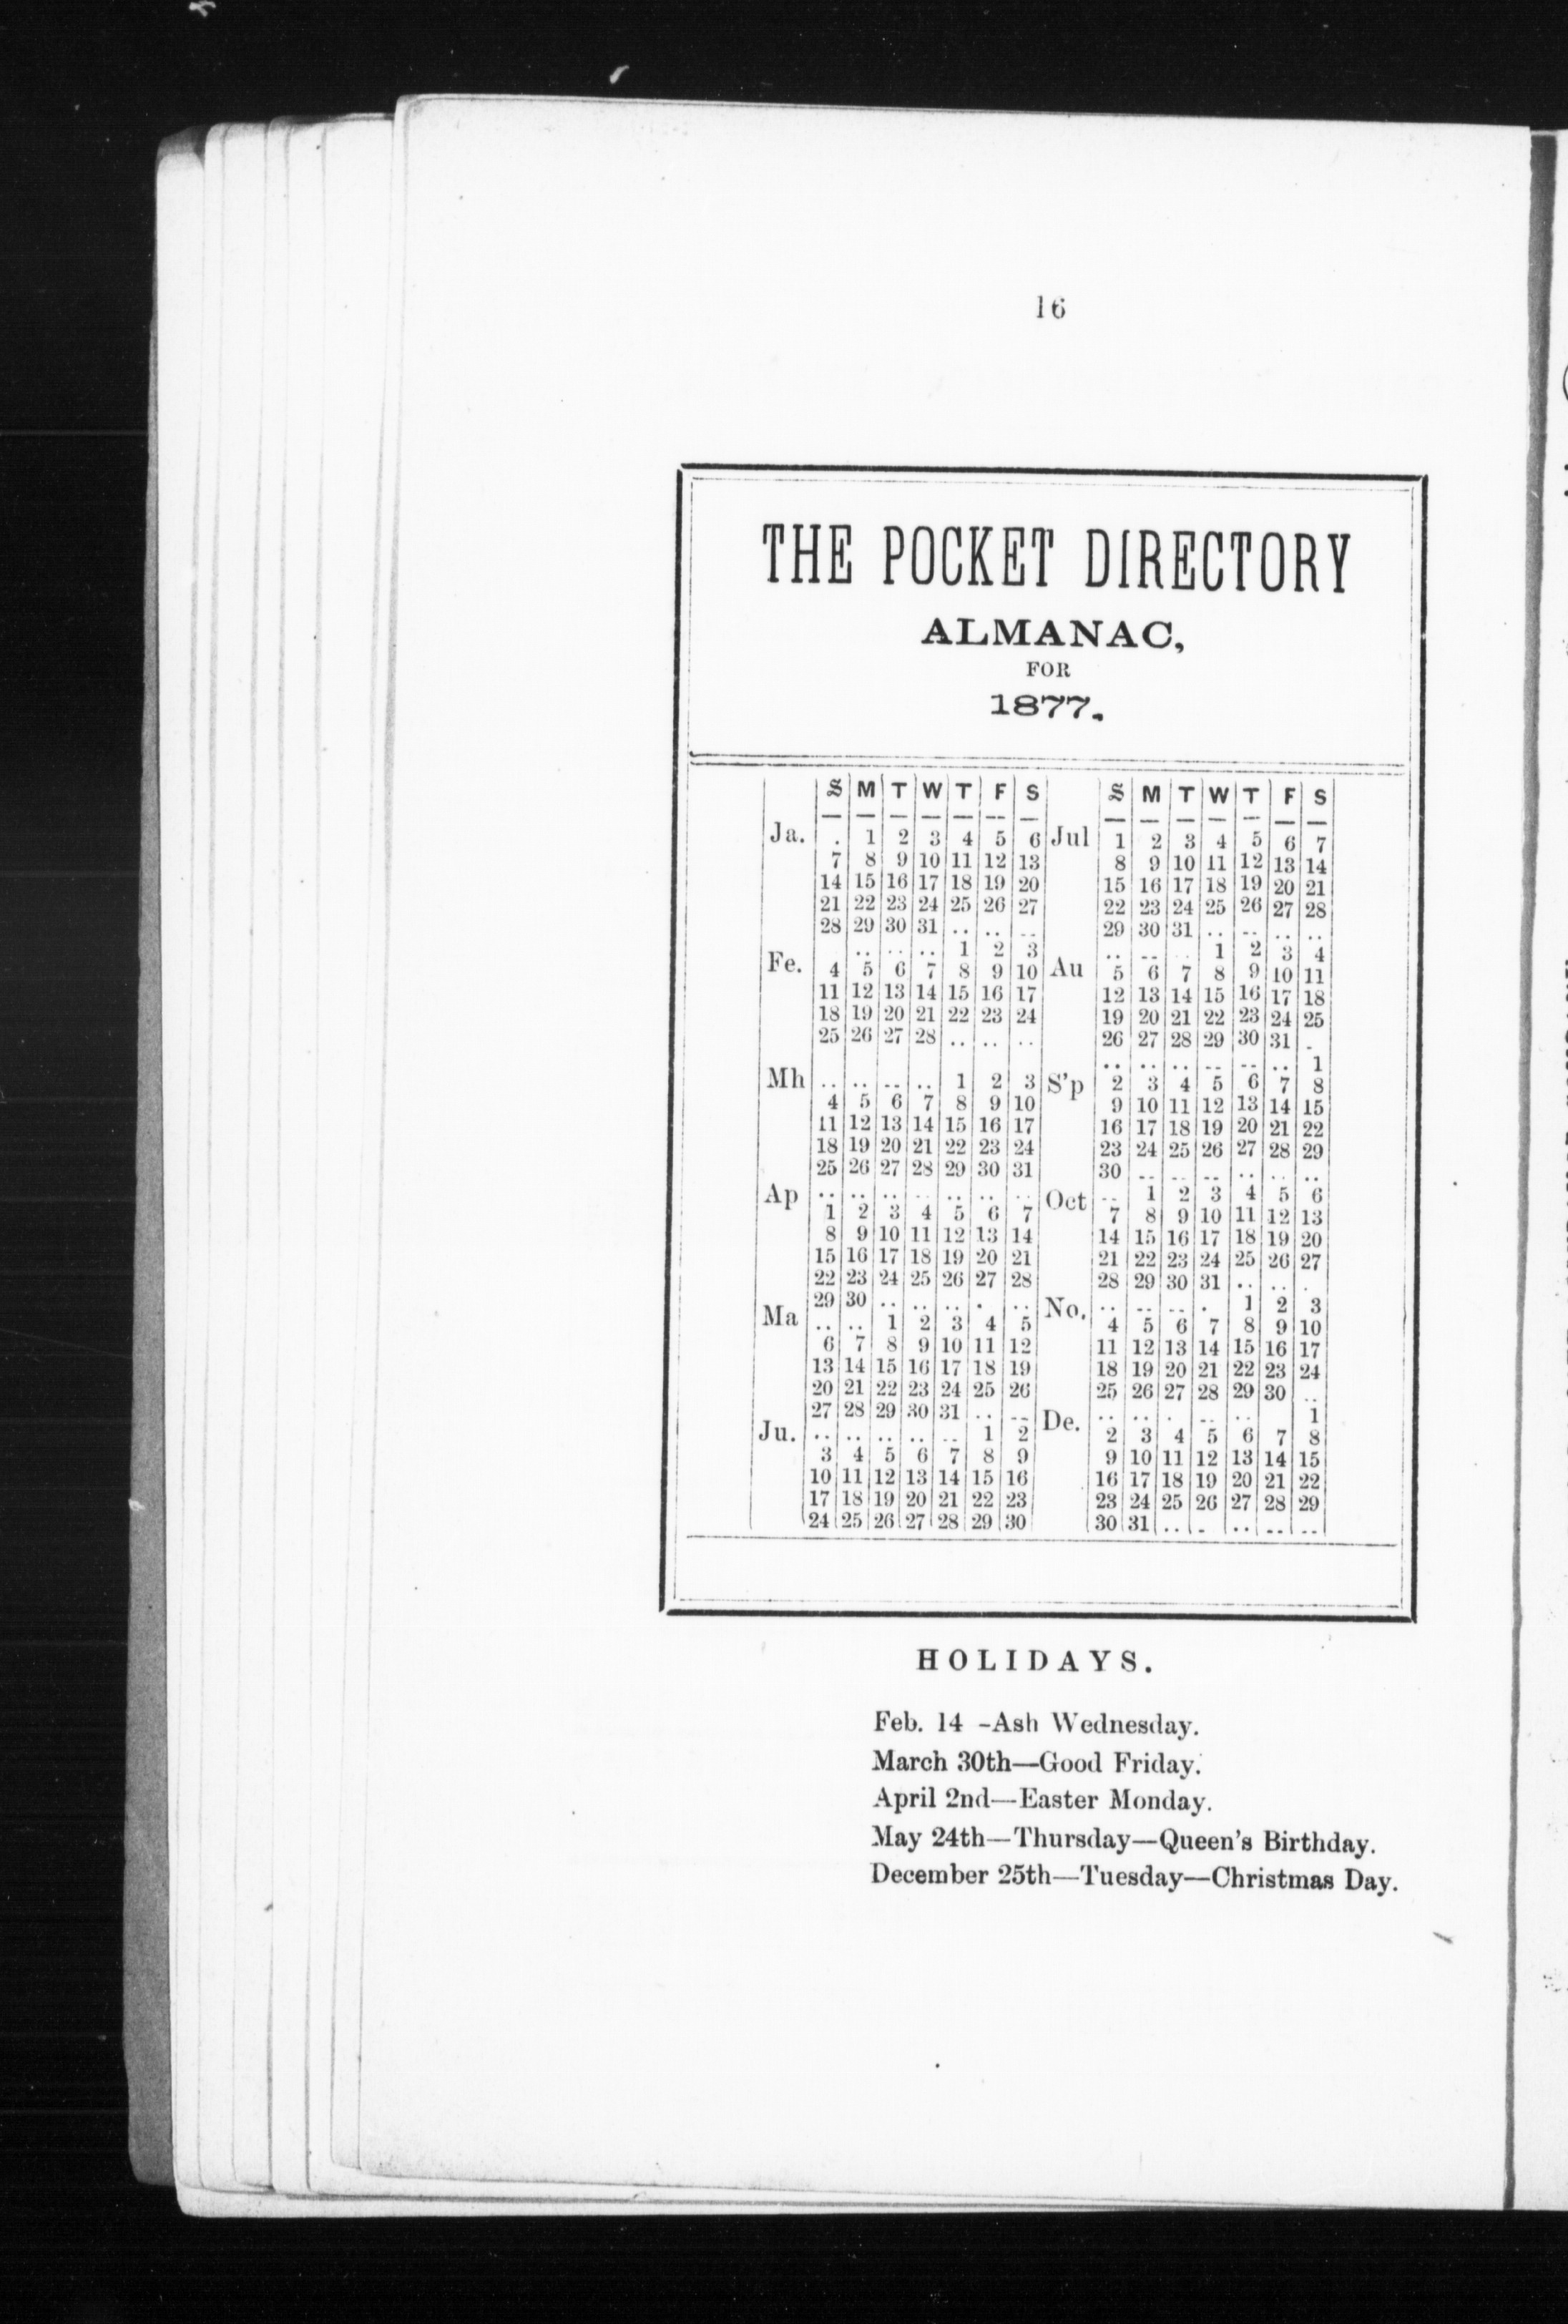 16
THE POCKET DIRECTORY
ALMANAC,
FOR
1877.
S M T W T F S S M T W T F S
Ja. . 1 2 3 4 5 6 Jul 1 2 3 4 5 6 7
7 8 9 10 11 12 13 8 9 10 11 12 13 14
14 15 16 17 18 19 20 15 16 17 18 19 20 21
21 22 23 24 25 26 27 22 23 24 25 26 27 28
28 29 30 31 .. .. .. 29 30 31 .. .. .. ..
Fe. .. .. .. 1 2 3 Au .. .. .. 1 2 3 4
4 5 6 7 8 9 10 5 6 7 8 9 10 11
11 12 13 14 15 16 17 12 13 14 15 16 17 18
18 19 20 21 22 23 24 19 20 21 22 23 24 25
25 26 27 28 .. .. .. 26 27 28 29 30 31 .
.. .. .. .. .. .. 1
Mh .. .. .. .. 1 2 3 S'p 2 3 4 5 6 7 8
4 5 6 7 8 9 10 9 10 11 12 13 14 15
11 12 13 14 15 16 17 16 17 18 19 20 21 22
18 19 20 21 22 23 24 23 24 25 26 27 28 29
25 26 27 28 29 30 31 30 .. .. .. .. .. ..
Ap .. .. .. .. .. .. .. Oct .. 1 2 3 4 5 6
1 2 3 4 5 6 7 7 8 9 10 11 12 13
8 9 10 11 12 13 14 14 15 16 17 18 19 20
15 16 17 18 19 20 21 21 22 23 24 25 26 27
22 23 24 25 26 27 28 28 29 30 31 .. .. .
29 30 .. .. .. . .. No. .. .. .. . 1 2 3
Ma .. .. 1 2 3 4 5 4 5 6 7 8 9 10
6 7 8 9 10 11 12 11 12 13 14 15 16 17
13 14 15 16 17 18 19 18 19 20 21 22 23 24
20 21 22 23 24 25 26 25 26 27 28 29 30 ..
27 28 29 30 31 .. .. De. .. .. . .. .. 1
Ju. .. .. .. .. .. 1 2 2 3 4 5 6 7 8
3 4 5 6 7 8 9 9 10 11 12 13 14 15
10 11 12 13 14 15 16 16 17 18 19 20 21 22
17 18 19 20 21 22 23 23 24 25 26 27 28 29
24 25 26 27 28 29 30 30 31 .. . .. .. ..
HOLIDAYS.
Feb. 14 -Ash Wednesday.
March 30th—Good Friday.
April 2nd—Easter Monday.
May 24th—Thursday—Queen's Birthday.
December 25th—Tuesday—Christmas Day.